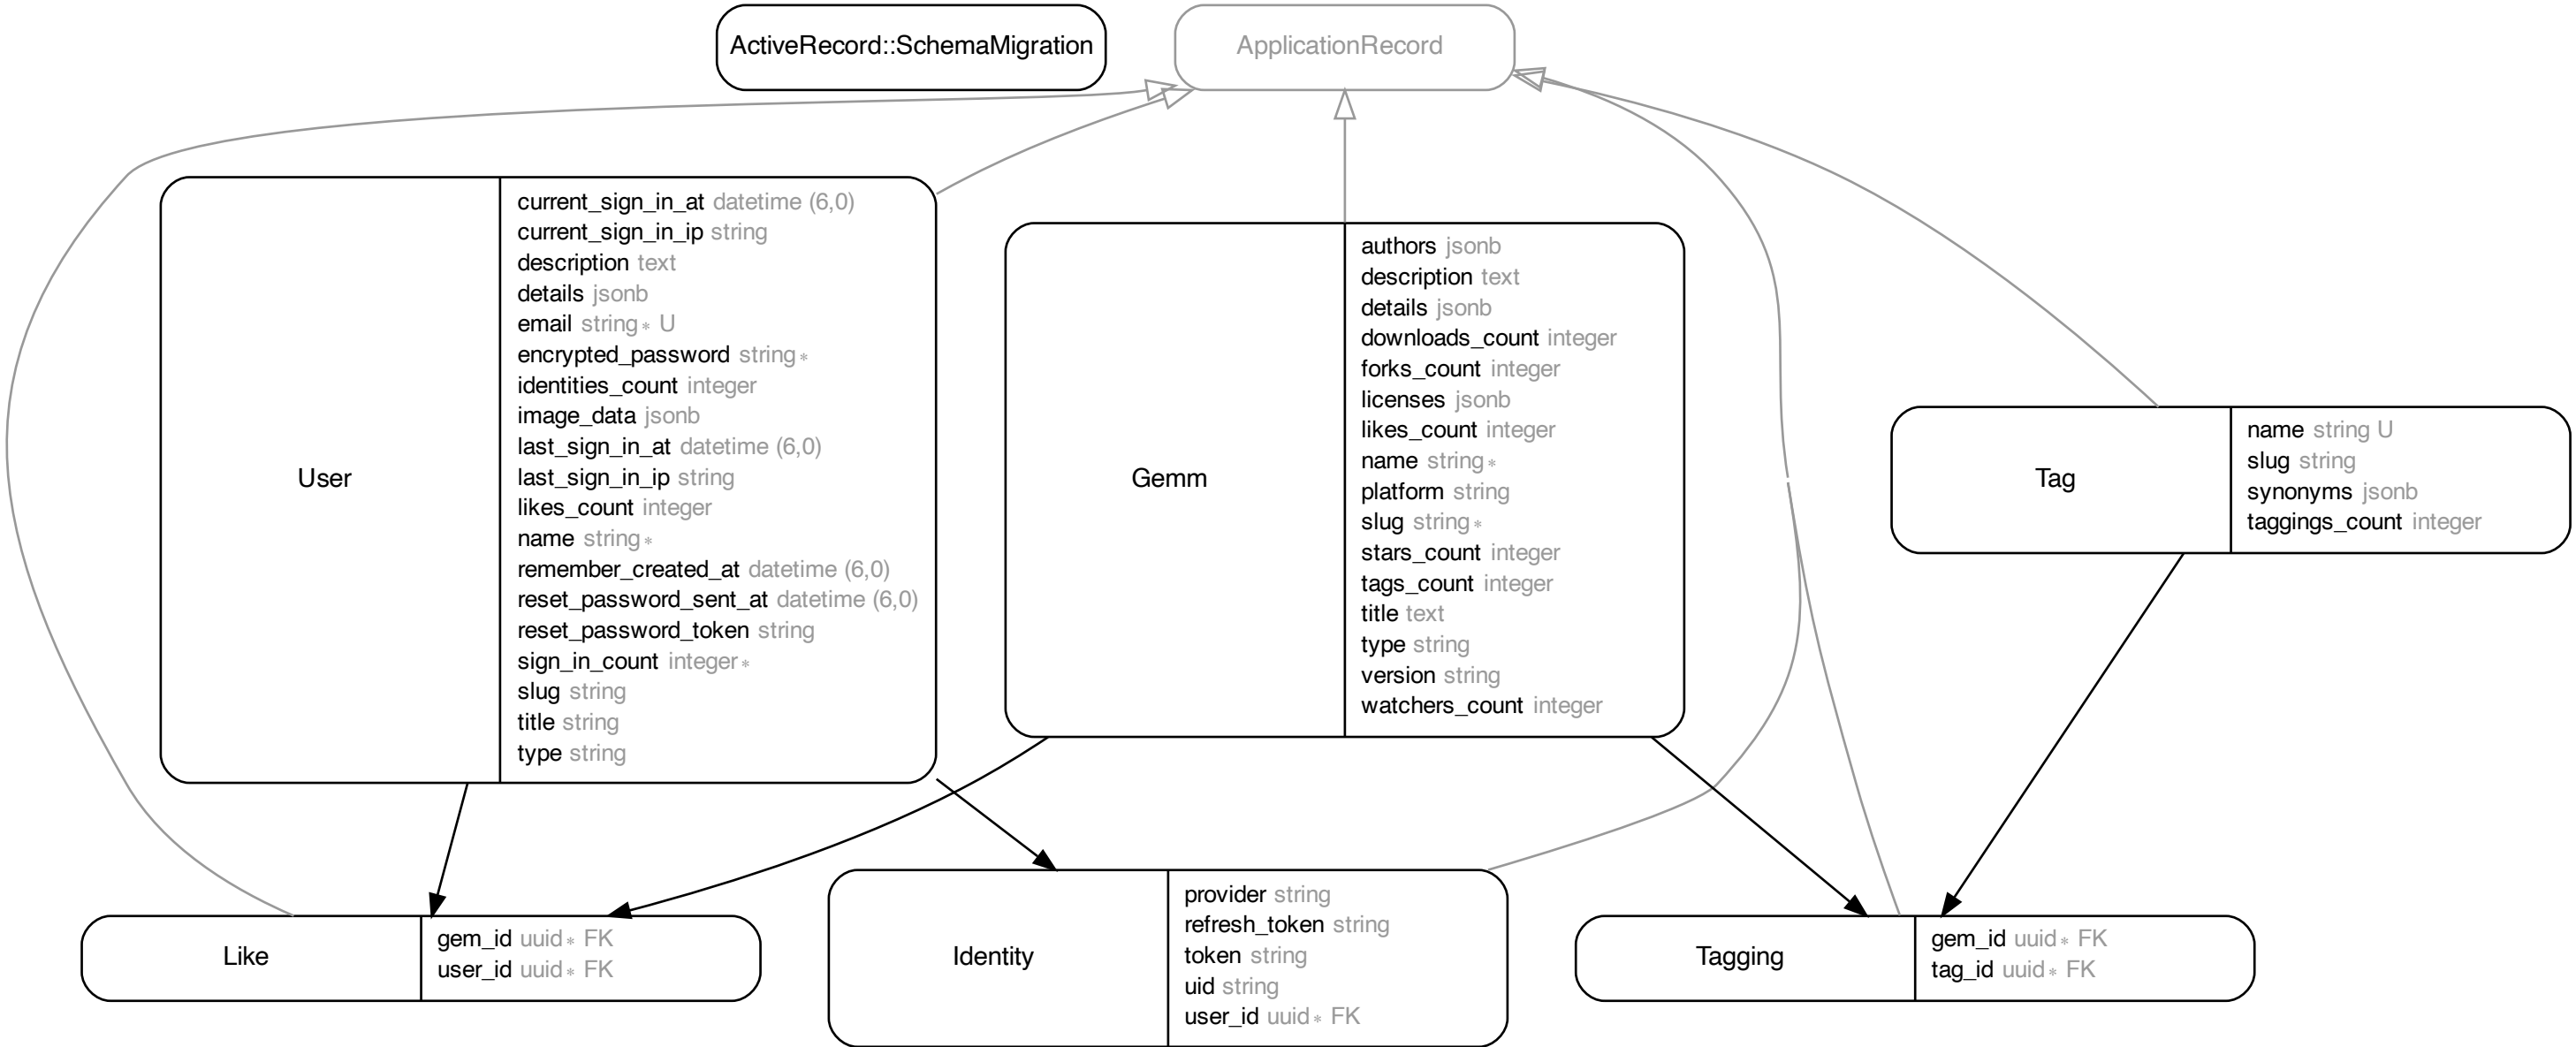 ActiveRecord::SchemaMigration
ApplicationRecord
User
current_sign_in_at datetime (6,0)
current_sign_in_ip string
description text
details jsonb
email string∗ U
encrypted_password string∗
identities_count integer
image_data jsonb
last_sign_in_at datetime (6,0)
last_sign_in_ip string
likes_count integer
name string∗
remember_created_at datetime (6,0)
reset_password_sent_at datetime (6,0)
reset_password_token string
sign_in_count integer∗
slug string
title string
type string
Gemm
authors jsonb
description text
details jsonb
downloads_count integer
forks_count integer
licenses jsonb
likes_count integer
name string∗
platform string
slug string∗
stars_count integer
tags_count integer
title text
type string
version string
watchers_count integer
Tag
name string U
slug string
synonyms jsonb
taggings_count integer
Like
gem_id uuid∗ FK
user_id uuid∗ FK
Identity
provider string
refresh_token string
token string
uid string
user_id uuid∗ FK
Tagging
gem_id uuid∗ FK
tag_id uuid∗ FK